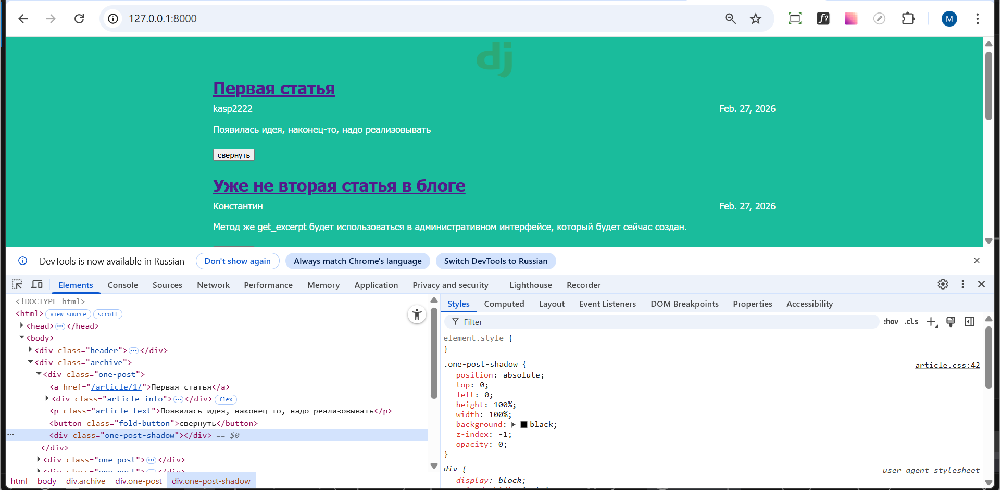 127.0.0.1:8000
f?
M
dj
Первая статья
kasp2222 Feb. 27, 2026
Появилась идея, наконец-то, надо реализовывать
свернуть
Уже не вторая статья в блоге
Константин Feb. 27, 2026
Метод же get_excerpt будет использоваться в административном интерфейсе, который будет сейчас создан.
DevTools is now available in Russian Don't show again Always match Chrome's language Switch DevTools to Russian
Elements Console Sources Network Performance Memory Application Privacy and security Lighthouse Recorder
<!DOCTYPE html>
<html> view-source scroll
<head> ••• </head>
<body>
<div class="header"> ••• </div>
<div class="archive">
<div class="one-post">
<a href="/article/1/">Первая статья</a>
<div class="article-info"> ••• </div> flex
<p class="article-text">Появилась идея, наконец-то, надо реализовывать</p>
<button class="fold-button">свернуть</button>
••• <div class="one-post-shadow"></div> == $0
</div>
<div class="one-post"> ••• </div>
<div class="one-post"> ••• </div>
html body div.archive div.one-post div.one-post-shadow
Styles Computed Layout Event Listeners DOM Breakpoints Properties Accessibility
Filter :hov .cls
element.style {
}
.one-post-shadow { article.css:42
position: absolute;
top: 0;
left: 0;
height: 100%;
width: 100%;
background: black;
z-index: -1;
opacity: 0;
}
div { user agent stylesheet
display: block;